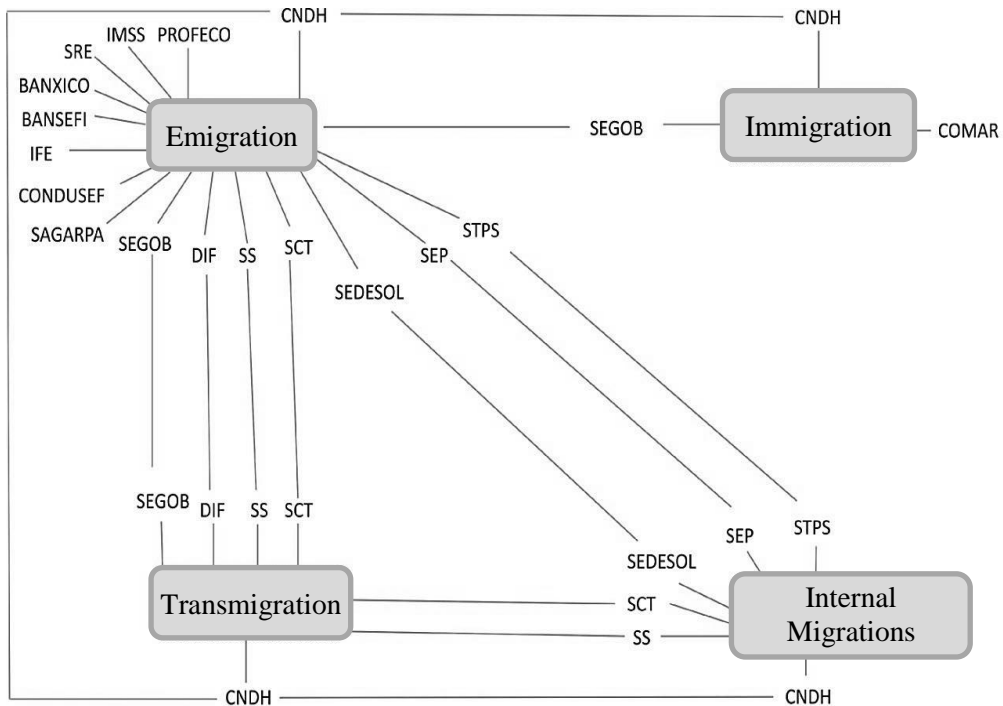 CNDH
CNDH
IMSS PROFECO
SRE
BANXICO
BANSEFI
IFE
CONDUSEF
SAGARPA
Emigration
SEGOB
Immigration
COMAR
SEGOB
DIF
SS
SCT
SEDESOL
SEP
STPS
SEGOB
DIF
SS
SCT
SEDESOL
SEP
STPS
Transmigration
SCT
SS
Internal
Migrations
CNDH
CNDH